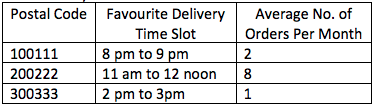 Postal Code Favourite Delivery Time Slot Average No. of Orders Per Month
100111 8 pm to 9 pm 2
200222 11 am to 12 noon 8
300333 2 pm to 3pm 1